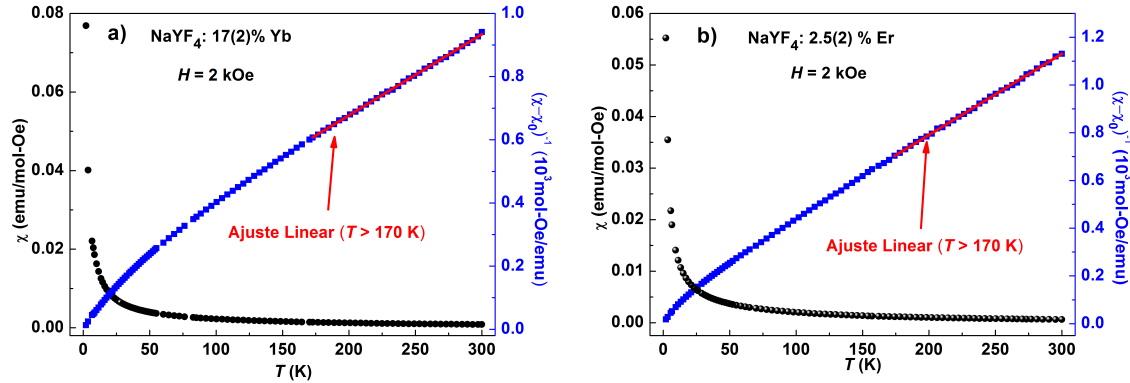 a)
NaYF4: 17(2)% Yb
H = 2 kOe
Ajuste Linear (T > 170 K)
χ (emu/mol-Oe)
0.08
0.06
0.04
0.02
0.00
0 50 100 150 200 250 300
T (K)
1.0
0.8
0.6
0.4
0.2
0.0
(χ−χ0)-1 (103mol-Oe/emu)
b)
NaYF4: 2.5(2) % Er
H = 2 kOe
Ajuste Linear (T > 170 K)
χ (emu/mol-Oe)
0.06
0.05
0.04
0.03
0.02
0.01
0.00
0 50 100 150 200 250 300
T (K)
1.2
1.0
0.8
0.6
0.4
0.2
0.0
(χ−χ0)-1 (103mol-Oe/emu)